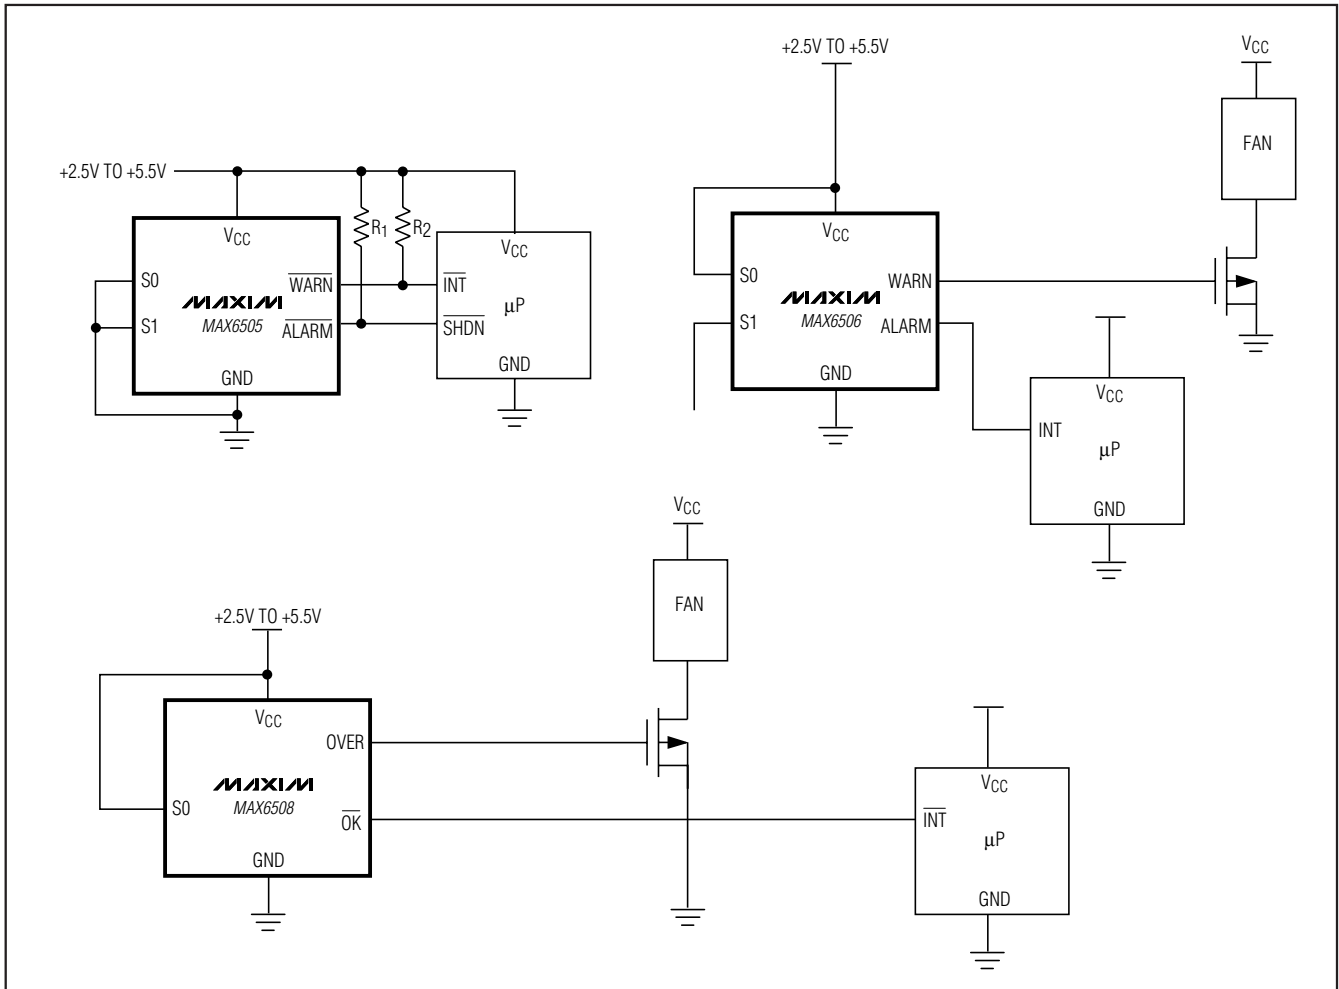 +2.5V TO +5.5V
VCC
R1
R2
S0
S1
WARN
ALARM
MAXIM
MAX6505
GND
VCC
INT
SHDN
µP
GND
+2.5V TO +5.5V
VCC
S0
S1
WARN
ALARM
MAXIM
MAX6506
GND
VCC
FAN
VCC
INT
µP
GND
+2.5V TO +5.5V
VCC
OVER
MAXIM
MAX6508
S0
OK
GND
VCC
FAN
VCC
INT
µP
GND